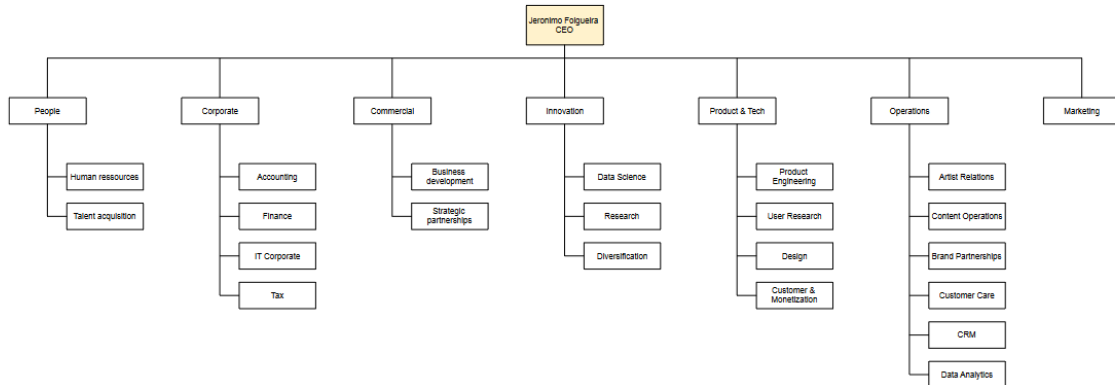 Jeronimo Folgueira
CEO
People
Corporate
Commercial
Innovation
Product & Tech
Operations
Marketing
Human ressources
Talent acquisition
Accounting
Finance
IT Corporate
Tax
Business
development
Strategic
partnerships
Data Science
Research
Diversification
Product
Engineering
User Research
Design
Customer &
Monetization
Artist Relations
Content Operations
Brand Partnerships
Customer Care
CRM
Data Analytics